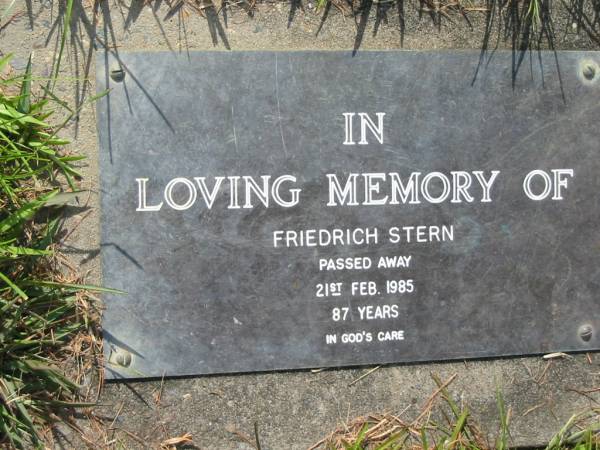 IN
LOVING MEMORY OF
FRIEDRICH STERN
PASSED AWAY
21ST FEB. 1985
87 YEARS
IN GOD'S CARE